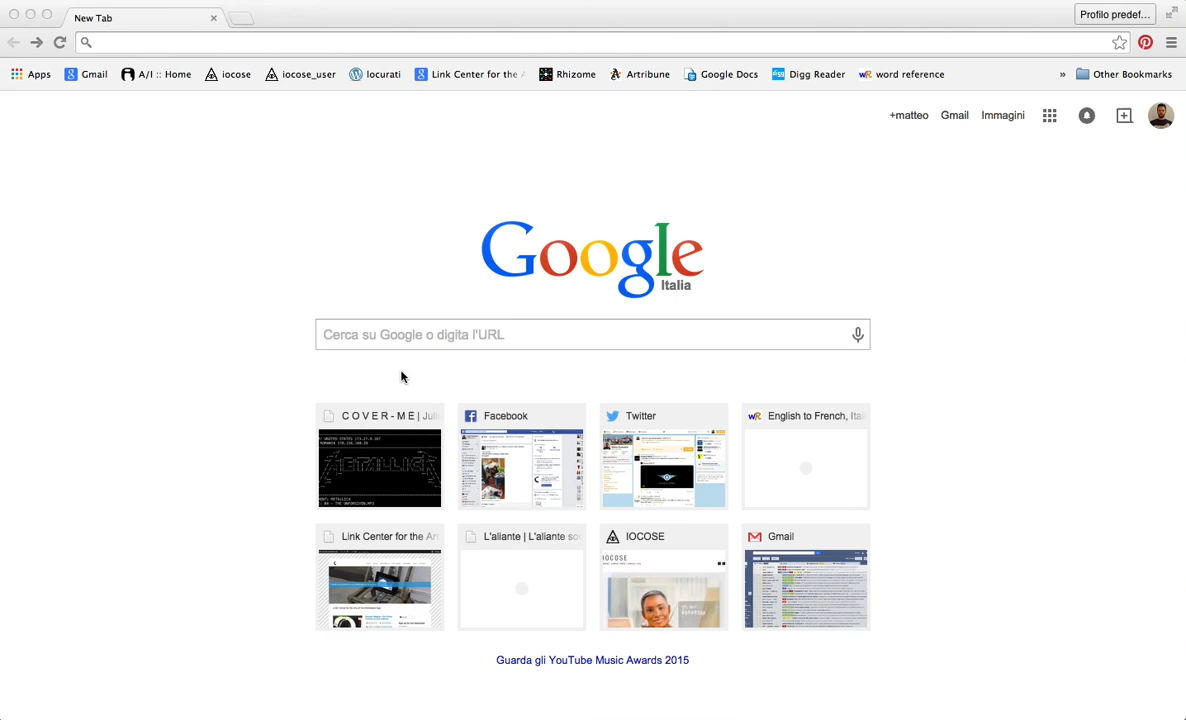 New Tab
Profilo predef...
Apps Gmail A/I :: Home iocose iocose_user locurati Link Center for the A Rhizome Artribune Google Docs Digg Reader word reference » Other Bookmarks
+matteo Gmail Immagini
Google
Italia
Cerca su Google o digita l'URL
C O V E R - M E | Juli Facebook Twitter English to French, Ita
METALLICA
Link Center for the Art L'aliante | L'aliante so IOCOSE Gmail
IOCOSE
Guarda gli YouTube Music Awards 2015